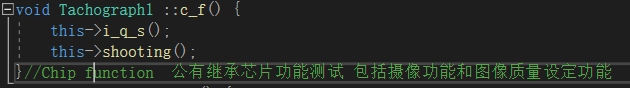 void Tachograph1 ::c_f() {
    this->i_q_s();
    this->shooting();
}//Chip function  公有继承芯片功能测试 包括摄像功能和图像质量设定功能